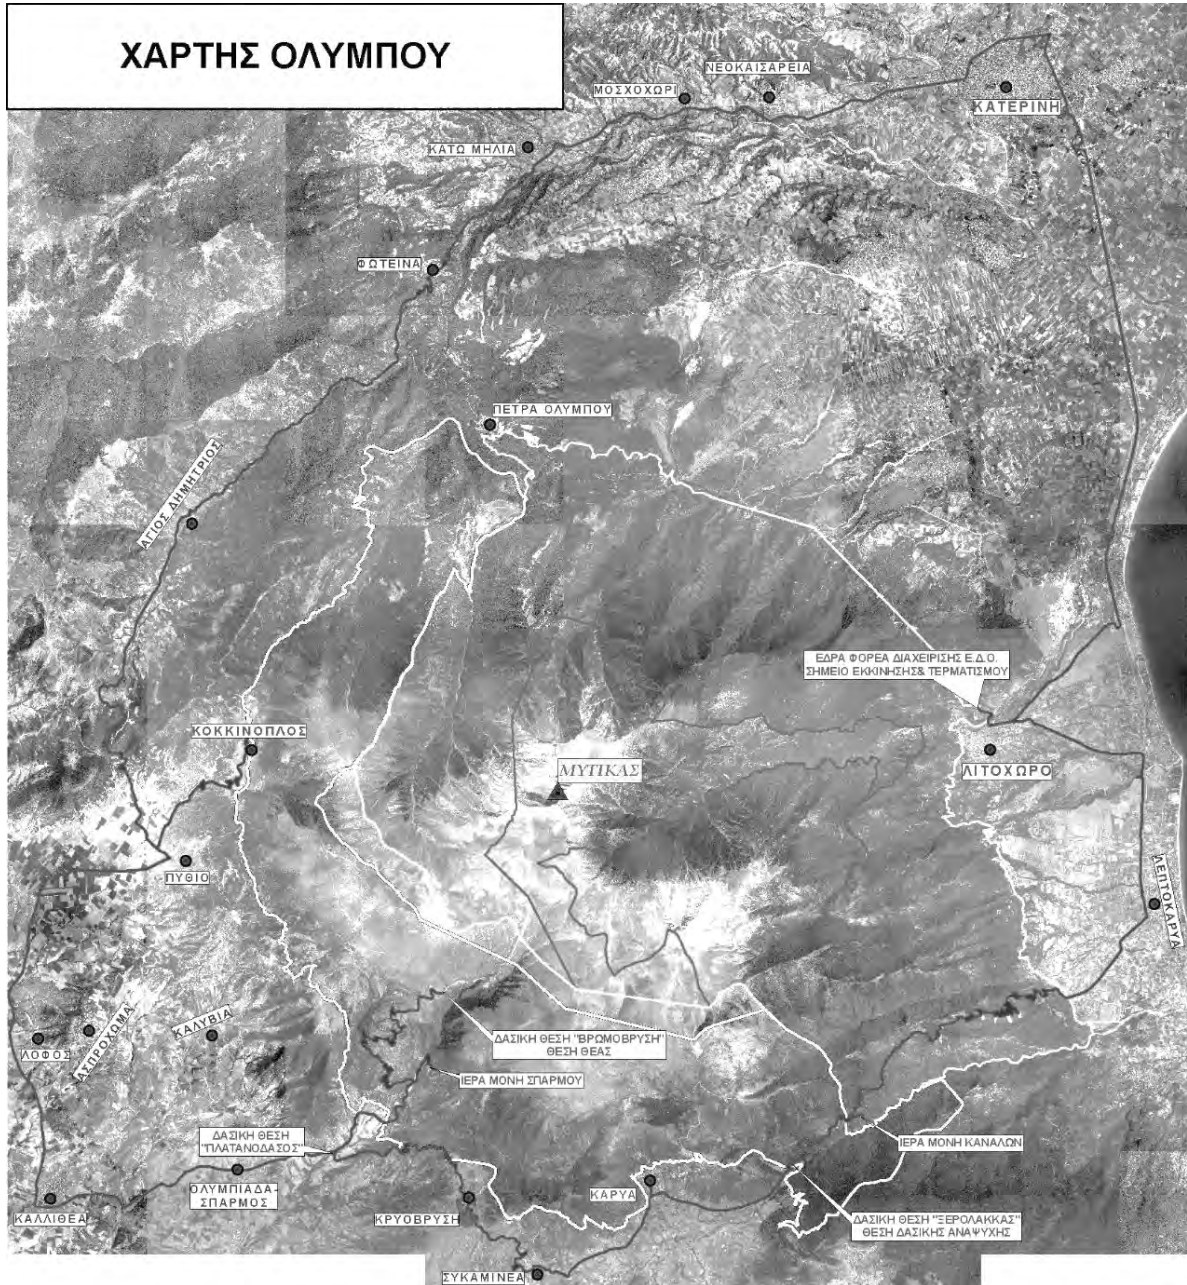 ΧΑΡΤΗΣ ΟΛΥΜΠΟΥ
ΝΕΟΚΑΙΣΑΡΕΙΑ
ΜΟΣΧΟΧΩΡΙ
ΚΑΤΕΡΙΝΗ
ΚΑΤΩ ΜΗΛΙΑ
ΦΩΤΕΙΝΑ
ΠΕΤΡΑ ΟΛΥΜΠΟΥ
ΑΓΙΟΣ ΔΗΜΗΤΡΙΟΣ
ΕΔΡΑ ΦΟΡΕΑ ΔΙΑΧΕΙΡΙΣΗΣ Ε.Δ.Ο.
ΣΗΜΕΙΟ ΕΚΚΙΝΗΣΗΣ& ΤΕΡΜΑΤΙΣΜΟΥ
ΚΟΚΚΙΝΟΠΛΟΣ
ΜΥΤΙΚΑΣ
ΛΙΤΟΧΩΡΟ
ΠΥΘΙΟ
ΛΕΠΤΟΚΑΡΥΑ
ΚΑΛΥΒΙΑ
ΑΣΠΡΟΧΩΜΑ
ΛΟΦΟΣ
ΔΑΣΙΚΗ ΘΕΣΗ "ΒΡΩΜΟΒΡΥΣΗ"
ΘΕΣΗ ΘΕΑΣ
ΙΕΡΑ ΜΟΝΗ ΣΠΑΡΜΟΥ
ΔΑΣΙΚΗ ΘΕΣΗ
"ΠΛΑΤΑΝΟΔΑΣΟΣ"
ΙΕΡΑ ΜΟΝΗ ΚΑΝΑΛΩΝ
ΟΛΥΜΠΙΑΔΑ-
ΣΠΑΡΜΟΣ
ΚΑΡΥΑ
ΚΑΛΛΙΘΕΑ
ΚΡΥΟΒΡΥΣΗ
ΔΑΣΙΚΗ ΘΕΣΗ "ΞΕΡΟΛΑΚΚΑΣ"
ΘΕΣΗ ΔΑΣΙΚΗΣ ΑΝΑΨΥΧΗΣ
ΣΥΚΑΜΙΝΕΑ